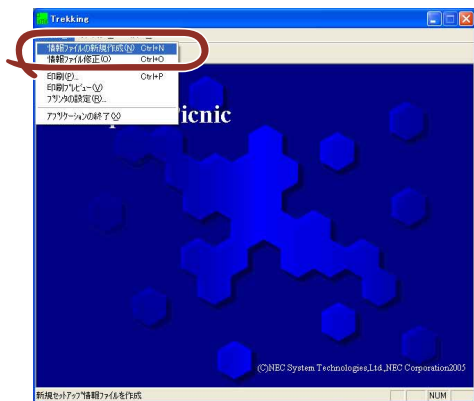 Trekking
情報ファイルの新規作成(N) Ctrl+N
情報ファイル修正(O) Ctrl+O
印刷(P)... Ctrl+P
印刷プレビュー(V)
プリンタの設定(R)...
アプリケーションの終了(X)
icnic
(C)NEC System Technologies,Ltd.,NEC Corporation2005
新規セットアップ情報ファイルを作成
NUM